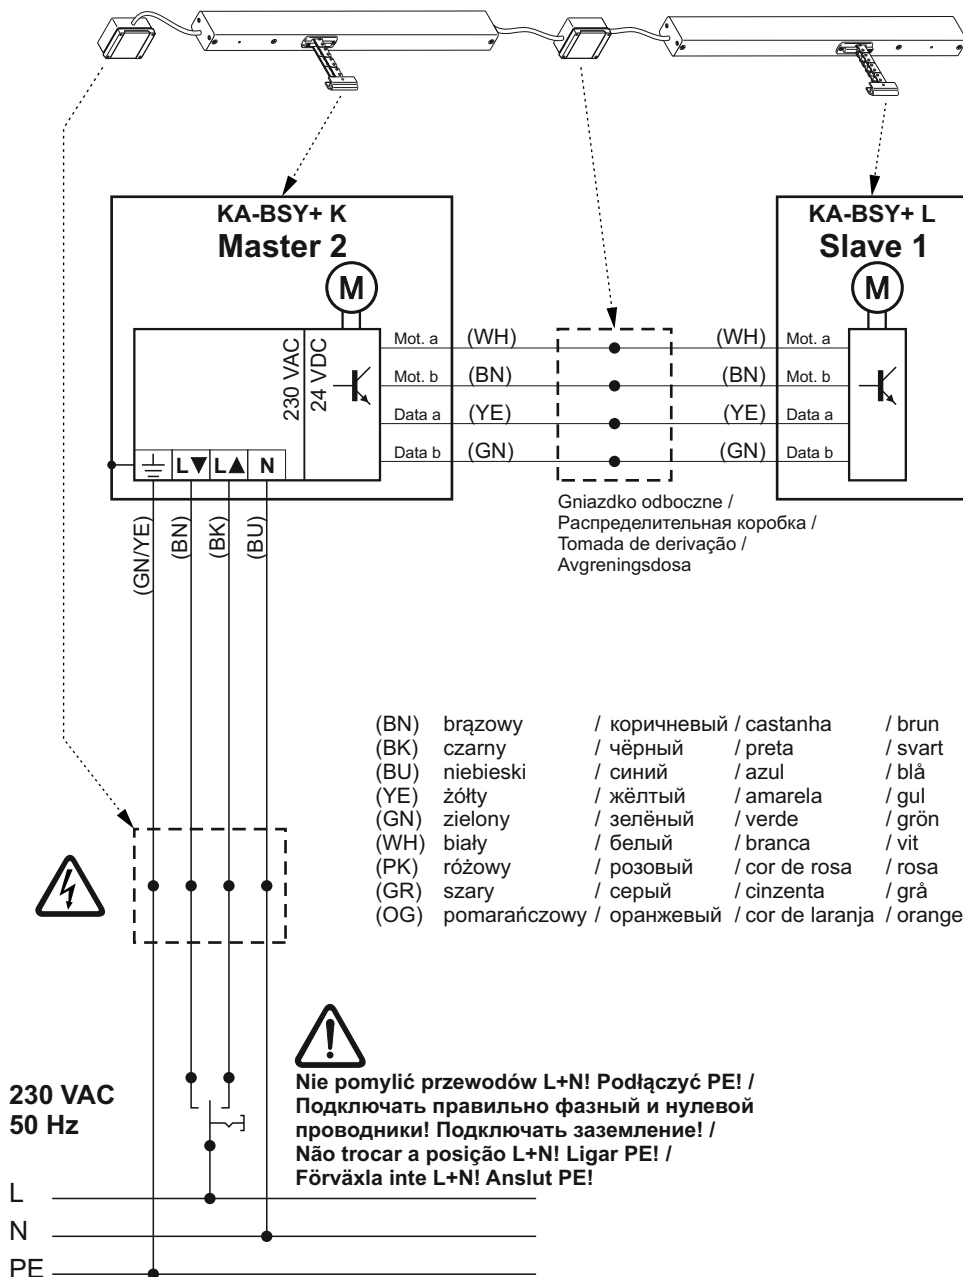 KA-BSY+ K
Master 2
M
230 VAC
24 VDC
Mot. a (WH)
Mot. b (BN)
Data a (YE)
Data b (GN)
L▼ L▲ N
(GN/YE) (BN) (BK) (BU)
KA-BSY+ L
Slave 1
M
(WH) Mot. a
(BN) Mot. b
(YE) Data a
(GN) Data b
Gniazdko odboczne /
Распределительная коробка /
Tomada de derivação /
Avgreningsdosa
(BN) brązowy / коричневый / castanha / brun
(BK) czarny / чёрный / preta / svart
(BU) niebieski / синий / azul / blå
(YE) żółty / жёлтый / amarela / gul
(GN) zielony / зелёный / verde / grön
(WH) biały / белый / branca / vit
(PK) różowy / розовый / cor de rosa / rosa
(GR) szary / серый / cinzenta / grå
(OG) pomarańczowy / оранжевый / cor de laranja / orange
Nie pomylić przewodów L+N! Podłączyć PE! /
Подключать правильно фазный и нулевой
проводники! Подключать заземление! /
Não trocar a posição L+N! Ligar PE! /
Förväxla inte L+N! Anslut PE!
230 VAC
50 Hz
L
N
PE